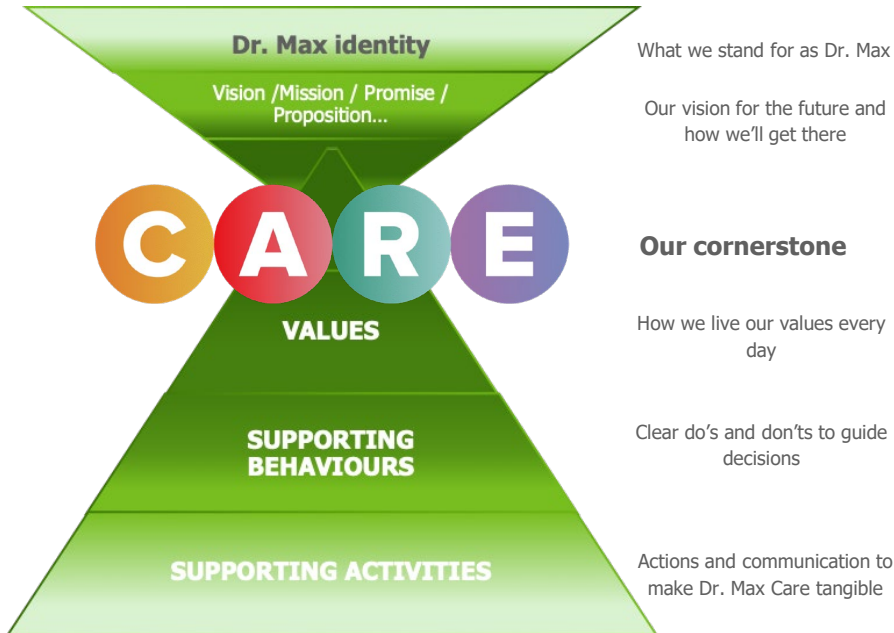 Dr. Max identity
What we stand for as Dr. Max
Vision /Mission / Promise /
Proposition...
Our vision for the future and
how we'll get there
CARE
Our cornerstone
VALUES
How we live our values every
day
SUPPORTING
BEHAVIOURS
Clear do's and don'ts to guide
decisions
SUPPORTING ACTIVITIES
Actions and communication to
make Dr. Max Care tangible